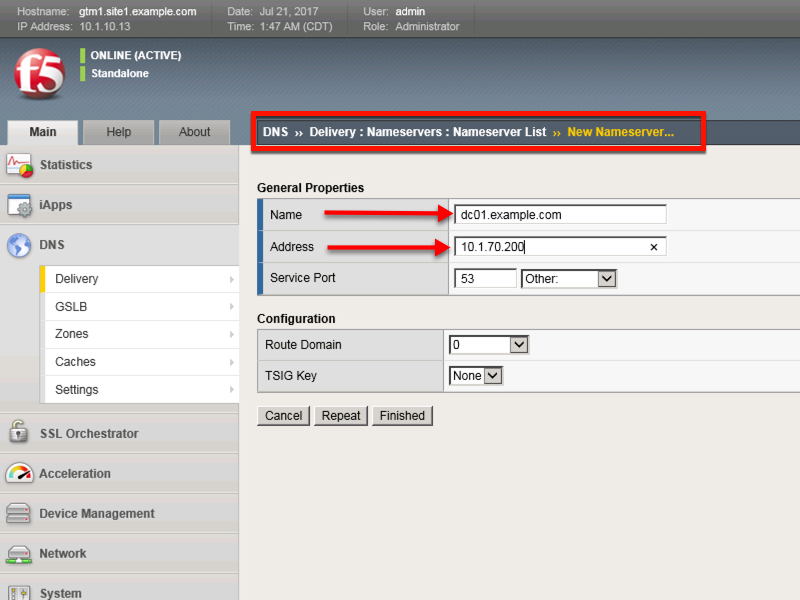 Hostname: gtm1.site1.example.com Date: Jul 21, 2017 User: admin
IP Address: 10.1.10.13 Time: 1:47 AM (CDT) Role: Administrator
f5
ONLINE (ACTIVE)
Standalone
Main Help About
DNS ›› Delivery : Nameservers : Nameserver List ›› New Nameserver...
Statistics
iApps
DNS
Delivery
GSLB
Zones
Caches
Settings
SSL Orchestrator
Acceleration
Device Management
Network
System
General Properties
Name dc01.example.com
Address 10.1.70.200 ×
Service Port 53 Other:
Configuration
Route Domain 0
TSIG Key None
Cancel Repeat Finished